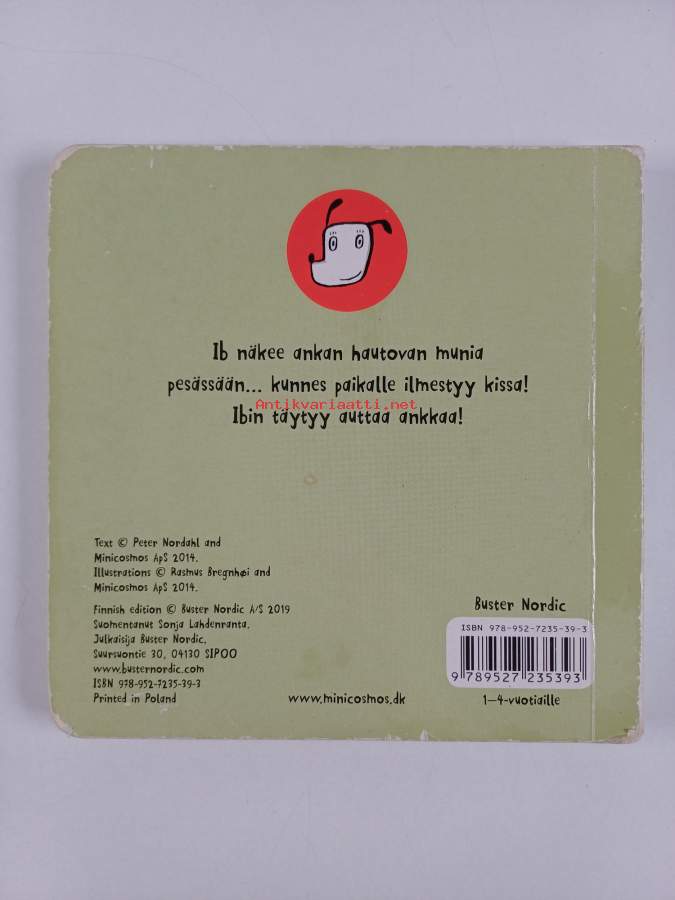 Ib näkee ankan hautovan munia
pesässään... kunnes paikalle ilmestyy kissa!
Antikvariaatti.net
Ibin täytyy auttaa ankkaa!
Text © Peter Nordahl and
Minicosmos ApS 2014.
Illustrations © Rasmus Bregnhøi and
Minicosmos ApS 2014.
Finnish edition © Buster Nordic A/S 2019
Suomentanut Sonja Lahdenranta.
Julkaisija Buster Nordic.
Suursuontie 30, 04130 SIPOO
www.busternordic.com
ISBN 978-952-7235-39-3
Printed in Poland
www.minicosmos.dk
Buster Nordic
ISBN 978-952-7235-39-3
9 789527 235393
1–4-vuotiaille